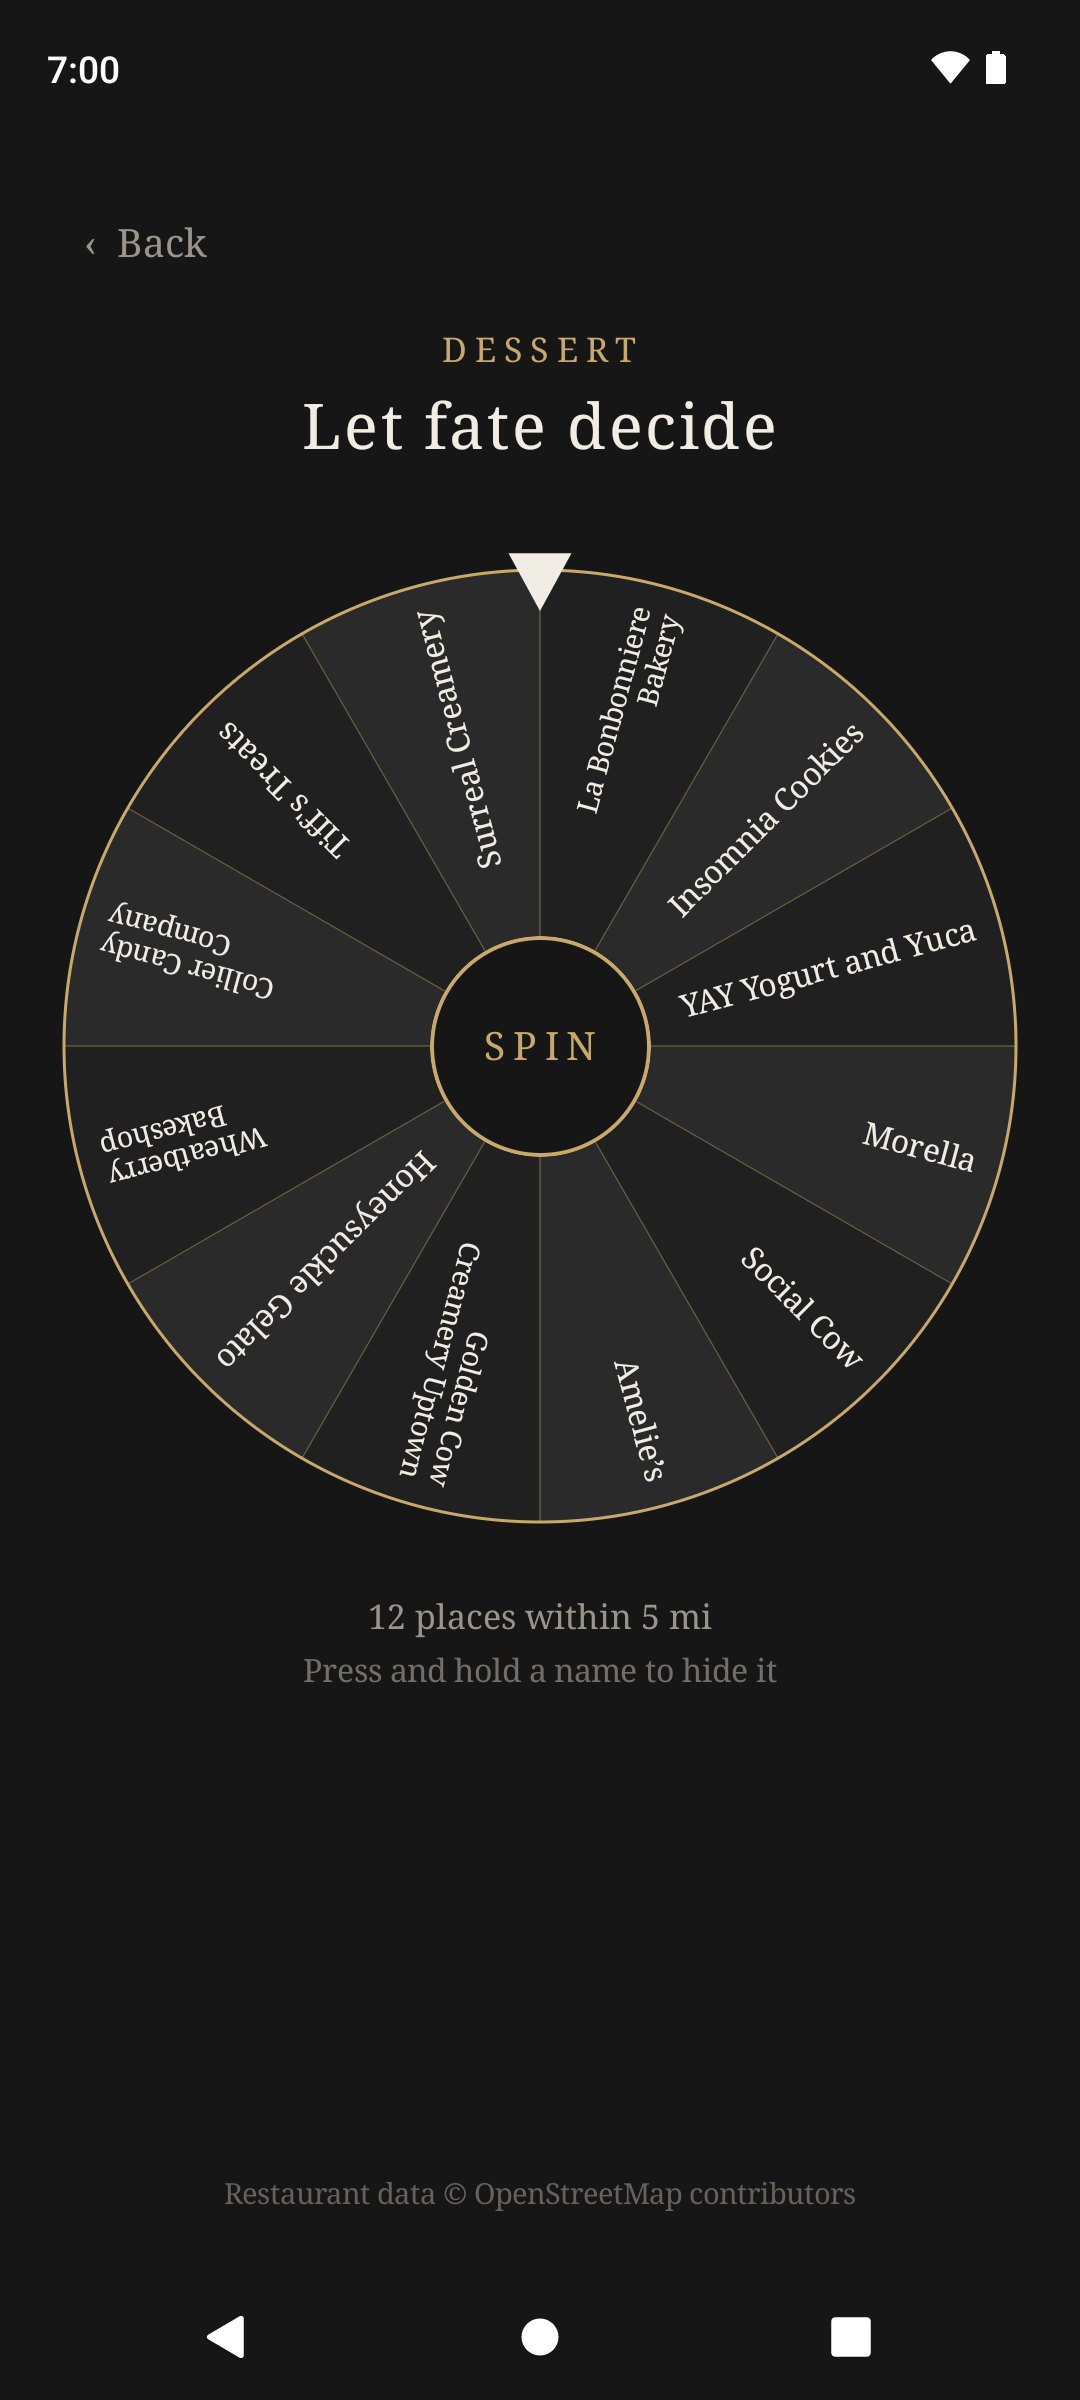 7:00
‹ Back
DESSERT
Let fate decide
La Bonbonniere
Bakery
Insomnia Cookies
YAY Yogurt and Yuca
Morella
Social Cow
Amelie’s
Golden Cow
Creamery Uptown
Honeysuckle Gelato
Wheatberry
Bakeshop
Collier Candy
Company
Tiff's Treats
Surreal Creamery
SPIN
12 places within 5 mi
Press and hold a name to hide it
Restaurant data © OpenStreetMap contributors